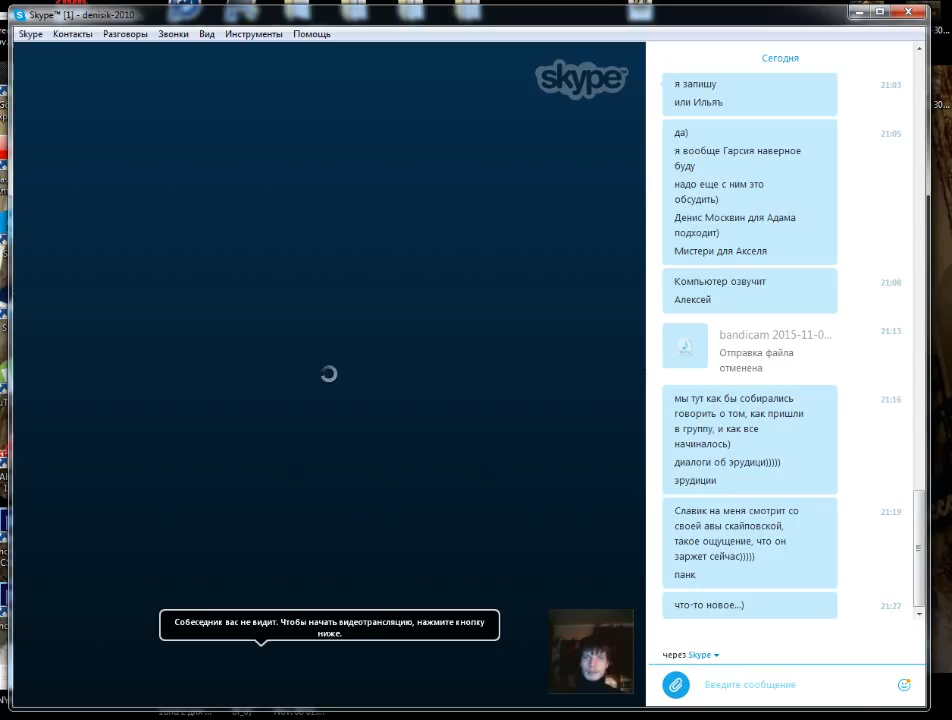 Skype™ [1] - denisik-2010
Skype Контакты Разговоры Звонки Вид Инструменты Помощь
skype™
Сегодня
я запишу 21:03
или Ильяъ
да) 21:05
я вообще Гарсия наверное
буду
надо еще с ним это
обсудить)
Денис Москвин для Адама
подходит)
Мистери для Акселя
Компьютер озвучит 21:08
Алексей
bandicam 2015-11-0... 21:13
Отправка файла
отменена
мы тут как бы собирались 21:16
говорить о том, как пришли
в группу, и как все
начиналось)
диалоги об эрудици)))))
эрудиции
Славик на меня смотрит со 21:19
своей авы скайповской,
такое ощущение, что он
заржет сейчас)))))
панк
что-то новое...) 21:27
Собеседник вас не видит. Чтобы начать видеотрансляцию, нажмите кнопку
ниже.
через Skype
Введите сообщение